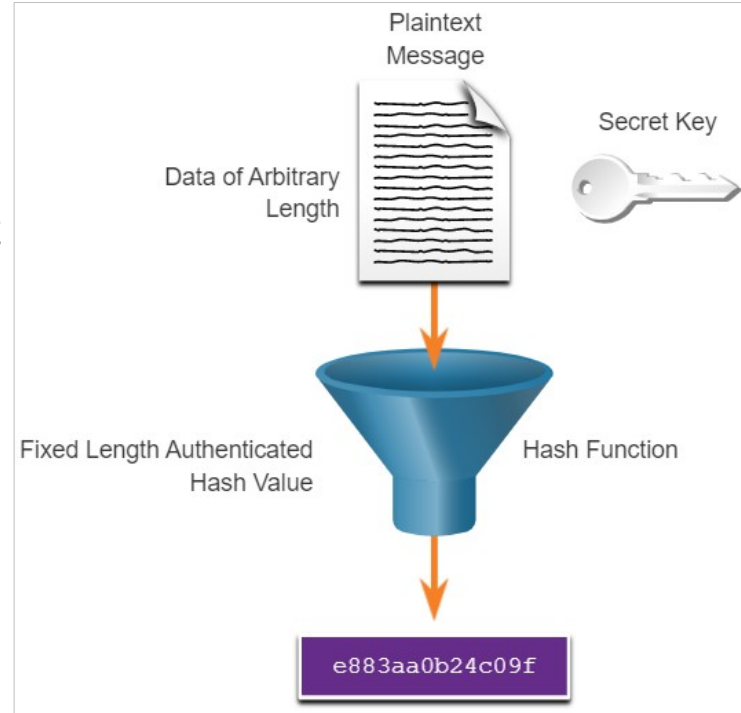 Plaintext
Message
Secret Key
Data of Arbitrary
Length
Fixed Length Authenticated
Hash Value
Hash Function
e883aa0b24c09f